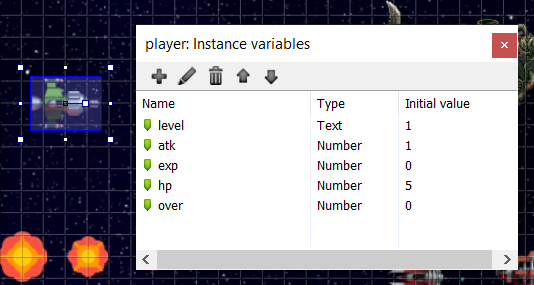 player: Instance variables
Name Type Initial value
level Text 1
atk Number 1
exp Number 0
hp Number 5
over Number 0